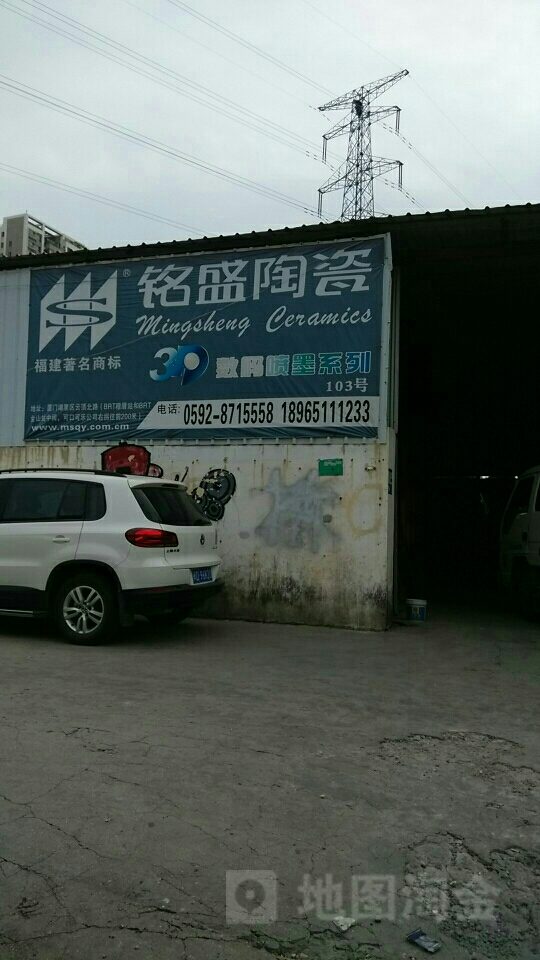 ®
铭盛陶瓷
Mingsheng Ceramics
福建著名商标
3D 数码喷墨系列
103号
电话: 0592-8715558 18965111233
www.msqy.com.cn
地图淘金